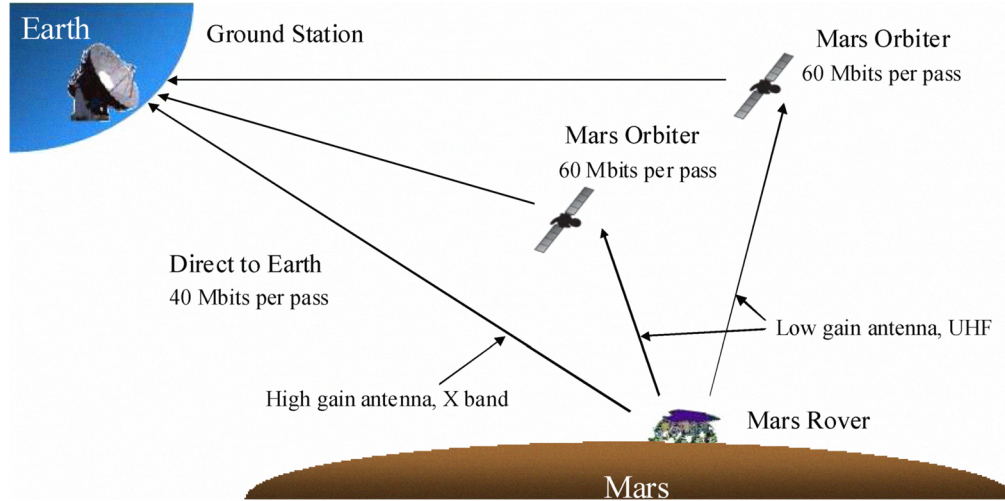 Earth
Ground Station
Mars Orbiter
60 Mbits per pass
Mars Orbiter
60 Mbits per pass
Direct to Earth
40 Mbits per pass
Low gain antenna, UHF
High gain antenna, X band
Mars Rover
Mars